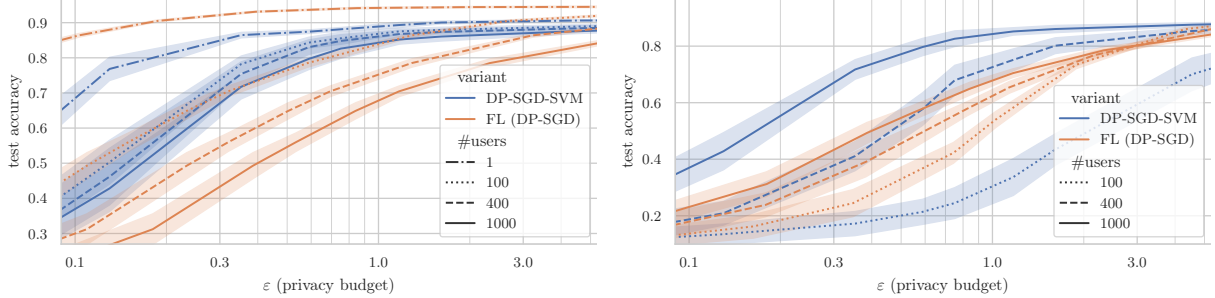 test accuracy
0.9
0.8
0.7
0.6
0.5
0.4
0.3
0.1
0.3
1.0
3.0
ε (privacy budget)
variant
DP-SGD-SVM
FL (DP-SGD)
#users
1
100
400
1000
test accuracy
0.8
0.6
0.4
0.2
0.1
0.3
1.0
3.0
ε (privacy budget)
variant
DP-SGD-SVM
FL (DP-SGD)
#users
100
400
1000